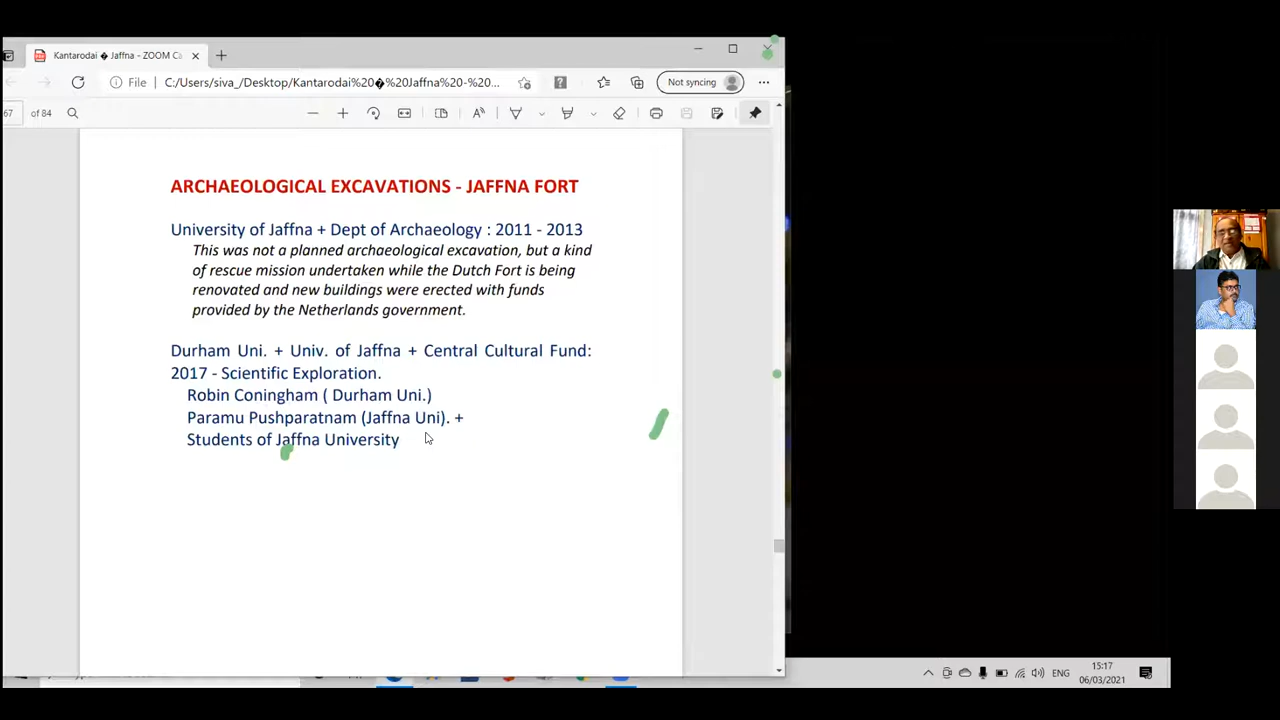 Kantarodai � Jaffna - ZOOM C
File
C:/Users/siva_/Desktop/Kantarodai%20�%20Jaffna%20-%20...
Not syncing
67 of 84
ARCHAEOLOGICAL EXCAVATIONS - JAFFNA FORT
University of Jaffna + Dept of Archaeology : 2011 - 2013
This was not a planned archaeological excavation, but a kind
of rescue mission undertaken while the Dutch Fort is being
renovated and new buildings were erected with funds
provided by the Netherlands government.
Durham Uni. + Univ. of Jaffna + Central Cultural Fund:
2017 - Scientific Exploration.
Robin Coningham ( Durham Uni.)
Paramu Pushparatnam (Jaffna Uni). +
Students of Jaffna University
ENG
15:17
06/03/2021